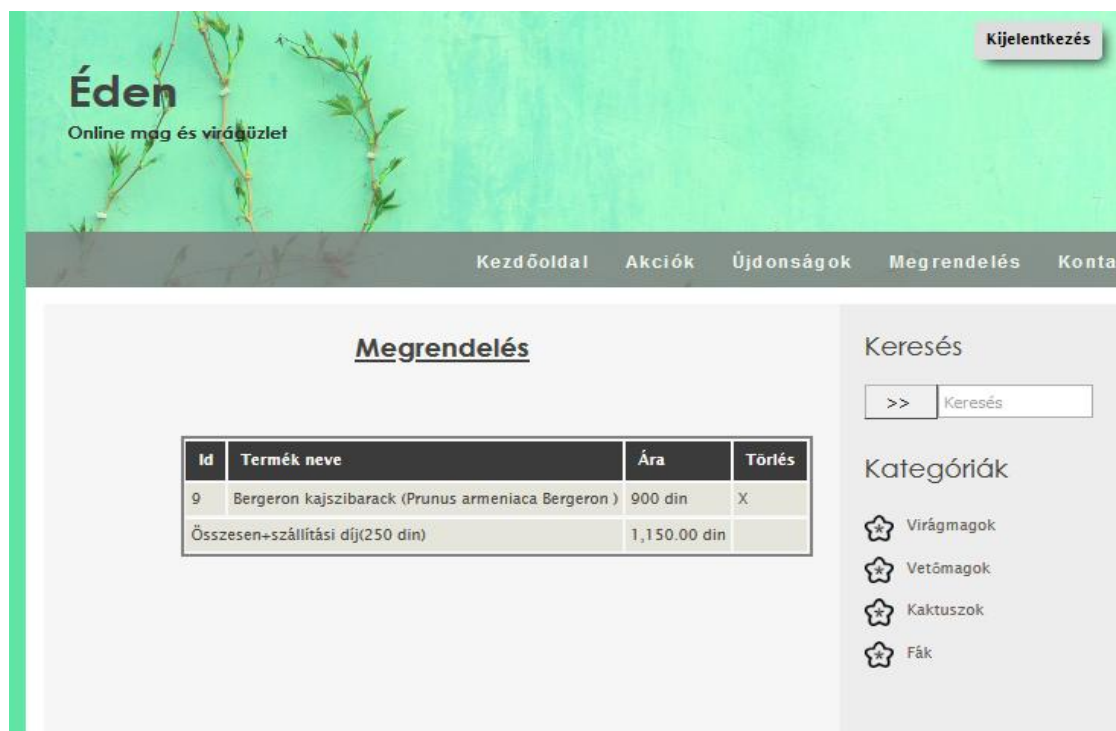 Kijelentkezés
Éden
Online mag és virágüzlet
Kezdőoldal Akciók Újdonságok Megrendelés Konta
Megrendelés
Id Termék neve Ára Törlés
9 Bergeron kajszibarack (Prunus armeniaca Bergeron ) 900 din X
Összesen+szállítási díj(250 din) 1,150.00 din
Keresés
>> Keresés
Kategóriák
Virágmagok
Vetőmagok
Kaktuszok
Fák